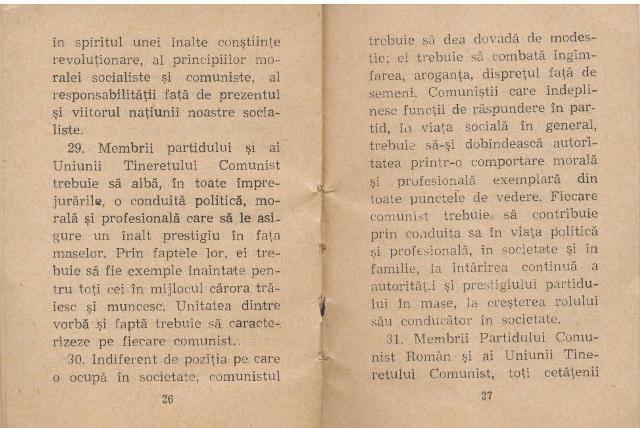 în spiritul unei înalte conștiințe
revoluționare, al principiilor mo-
ralei socialiste și comuniste, al
responsabilității față de prezentul
și viitorul națiunii noastre socia-
liste.
29. Membrii partidului și ai
Uniunii Tineretului Comunist
trebuie să aibă, în toate împre-
jurările, o conduită politică, mo-
rală și profesională care să le asi-
gure un înalt prestigiu în fața
maselor. Prin faptele lor, ei tre-
buie să fie exemple înaintate pen-
tru toți cei în mijlocul cărora tră-
iesc și muncesc. Unitatea dintre
vorbă și faptă trebuie să caracte-
rizeze pe fiecare comunist.
30. Indiferent de poziția pe care
o ocupă în societate, comunistul
26
trebuie să dea dovadă de modes-
tie; el trebuie să combată îngîm-
farea, aroganța, disprețul față de
semeni. Comuniștii care îndepli-
nesc funcții de răspundere în par-
tid, în viața socială în general,
trebuie să-și dobîndească autori-
tatea printr-o comportare morală
și profesională exemplară din
toate punctele de vedere. Fiecare
comunist trebuie să contribuie
prin conduita sa în viața politică
și profesională, în societate și în
familie, la întărirea continuă a
autorității și prestigiului partidu-
lui în mase, la creșterea rolului
său conducător în societate.
31. Membrii Partidului Comu-
nist Român și ai Uniunii Tine-
retului Comunist, toți cetățenii
27